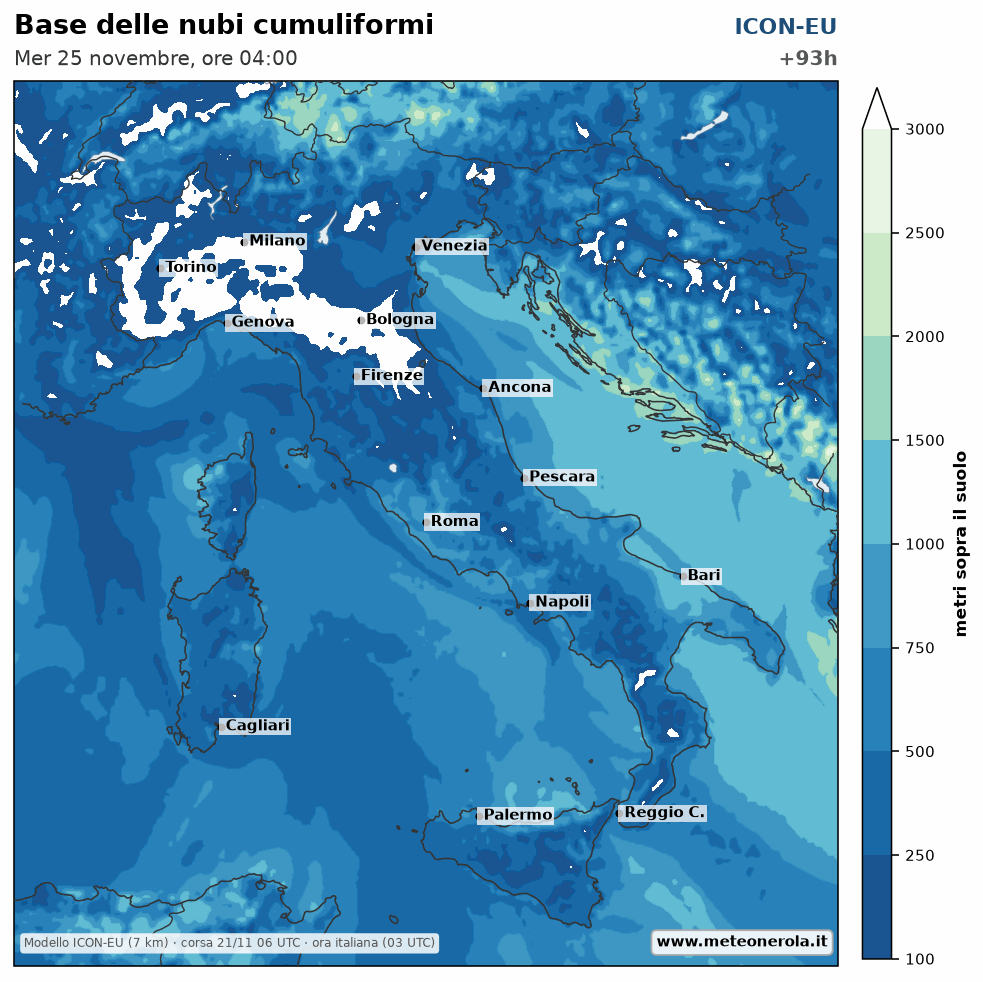 Base delle nubi cumuliformi
ICON-EU
Mer 25 novembre, ore 04:00
+93h
3000
2500
2000
1500
1000
750
500
250
100
metri sopra il suolo
Milano
Venezia
Torino
Genova
Bologna
Firenze
Ancona
Pescara
Roma
Bari
Napoli
Cagliari
Palermo
Reggio C.
Modello ICON-EU (7 km) · corsa 21/11 06 UTC · ora italiana (03 UTC)
www.meteonerola.it